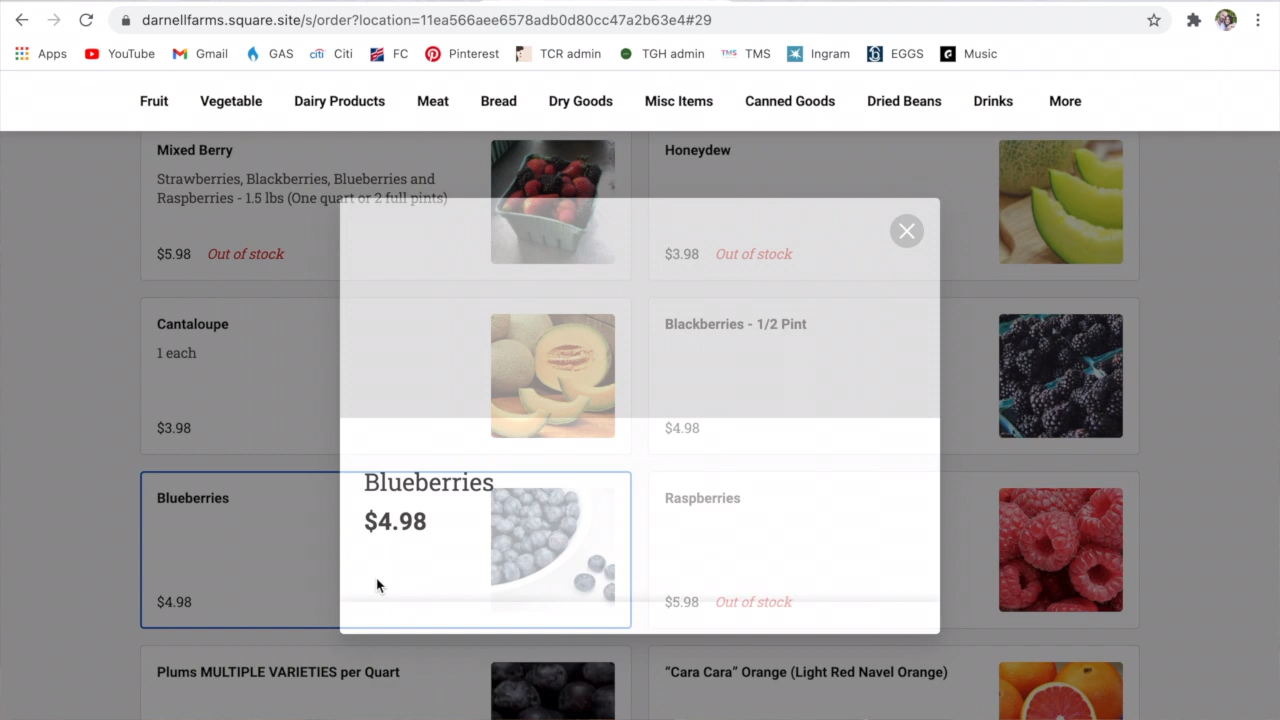 darnellfarms.square.site/s/order?location=11ea566aee6578adb0d80cc47a2b63e4#29
Apps YouTube Gmail GAS citi Citi FC Pinterest TCR admin TGH admin TMS TMS Ingram EGGS Music
Fruit Vegetable Dairy Products Meat Bread Dry Goods Misc Items Canned Goods Dried Beans Drinks More
Mixed Berry
Strawberries, Blackberries, Blueberries and
Raspberries - 1.5 lbs (One quart or 2 full pints)
$5.98 Out of stock
Honeydew
$3.98 Out of stock
Cantaloupe
1 each
$3.98
Blackberries - 1/2 Pint
$4.98
Blueberries
$4.98
Blueberries
$4.98
Raspberries
$5.98 Out of stock
Plums MULTIPLE VARIETIES per Quart
“Cara Cara” Orange (Light Red Navel Orange)